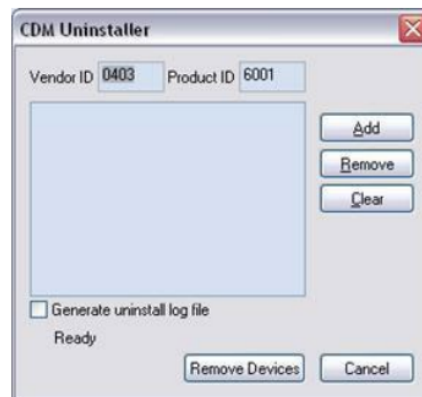 CDM Uninstaller
Vendor ID 0403 Product ID 6001
Add
Remove
Clear
Generate uninstall log file
Ready
Remove Devices Cancel